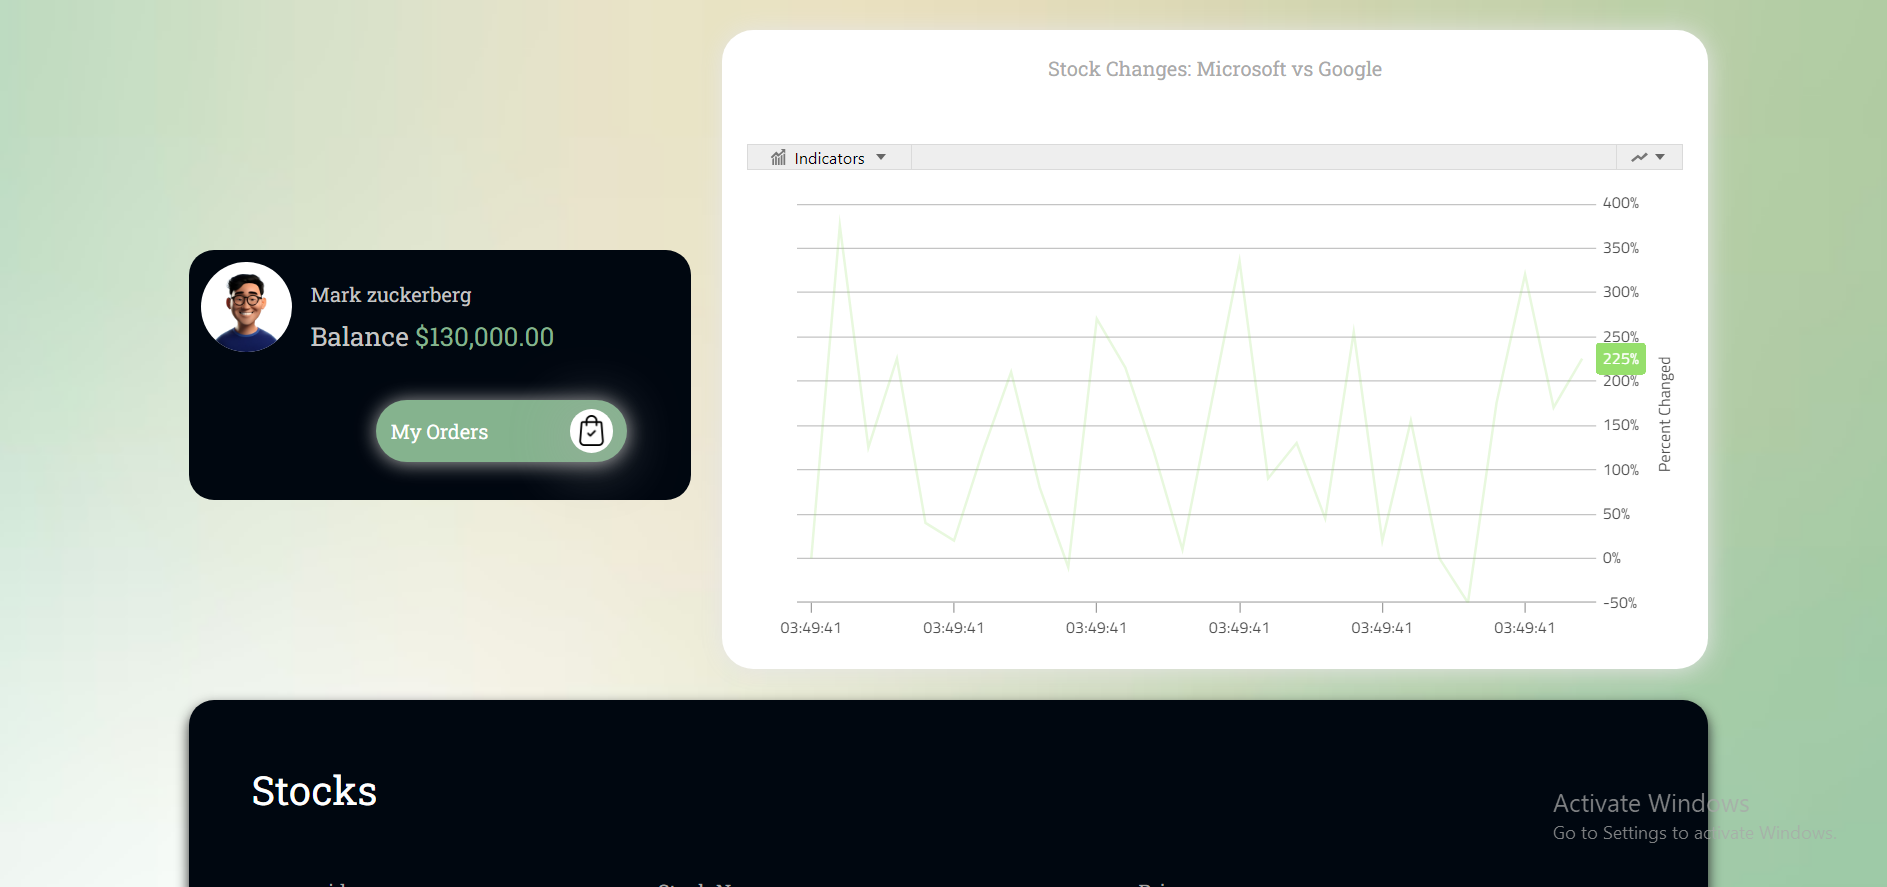 Stock Changes: Microsoft vs Google
Indicators
400%
350%
300%
250%
225%
200%
150%
100%
50%
0%
-50%
Percent Changed
03:49:41 03:49:41 03:49:41 03:49:41 03:49:41 03:49:41
Mark zuckerberg
Balance $130,000.00
My Orders
Stocks
Activate Windows
Go to Settings to activate Windows.